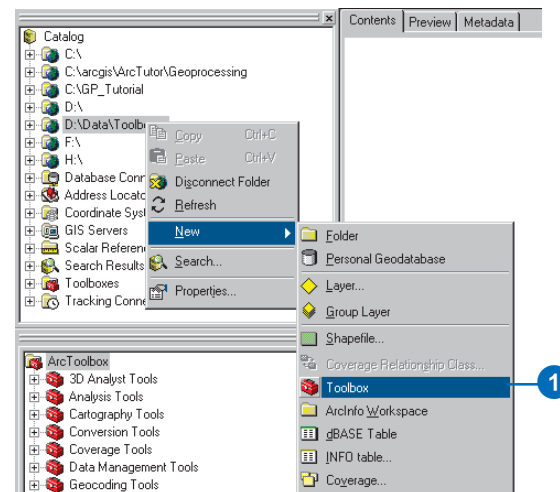 Contents Preview Metadata
Catalog
C:\
C:\arcgis\ArcTutor\Geoprocessing
C:\GP_Tutorial
D:\
D:\Data\Toolb
F:\
H:\
Database Conn
Address Locato
Coordinate Syst
GIS Servers
Scalar Referen
Search Results
Toolboxes
Tracking Conne
Copy Ctrl+C
Paste Ctrl+V
Disconnect Folder
Refresh
New
Search...
Properties...
Folder
Personal Geodatabase
Layer...
Group Layer
Shapefile...
Coverage Relationship Class...
Toolbox
ArcInfo Workspace
dBASE Table
INFO table...
Coverage...
1
ArcToolbox
3D Analyst Tools
Analysis Tools
Cartography Tools
Conversion Tools
Coverage Tools
Data Management Tools
Geocoding Tools